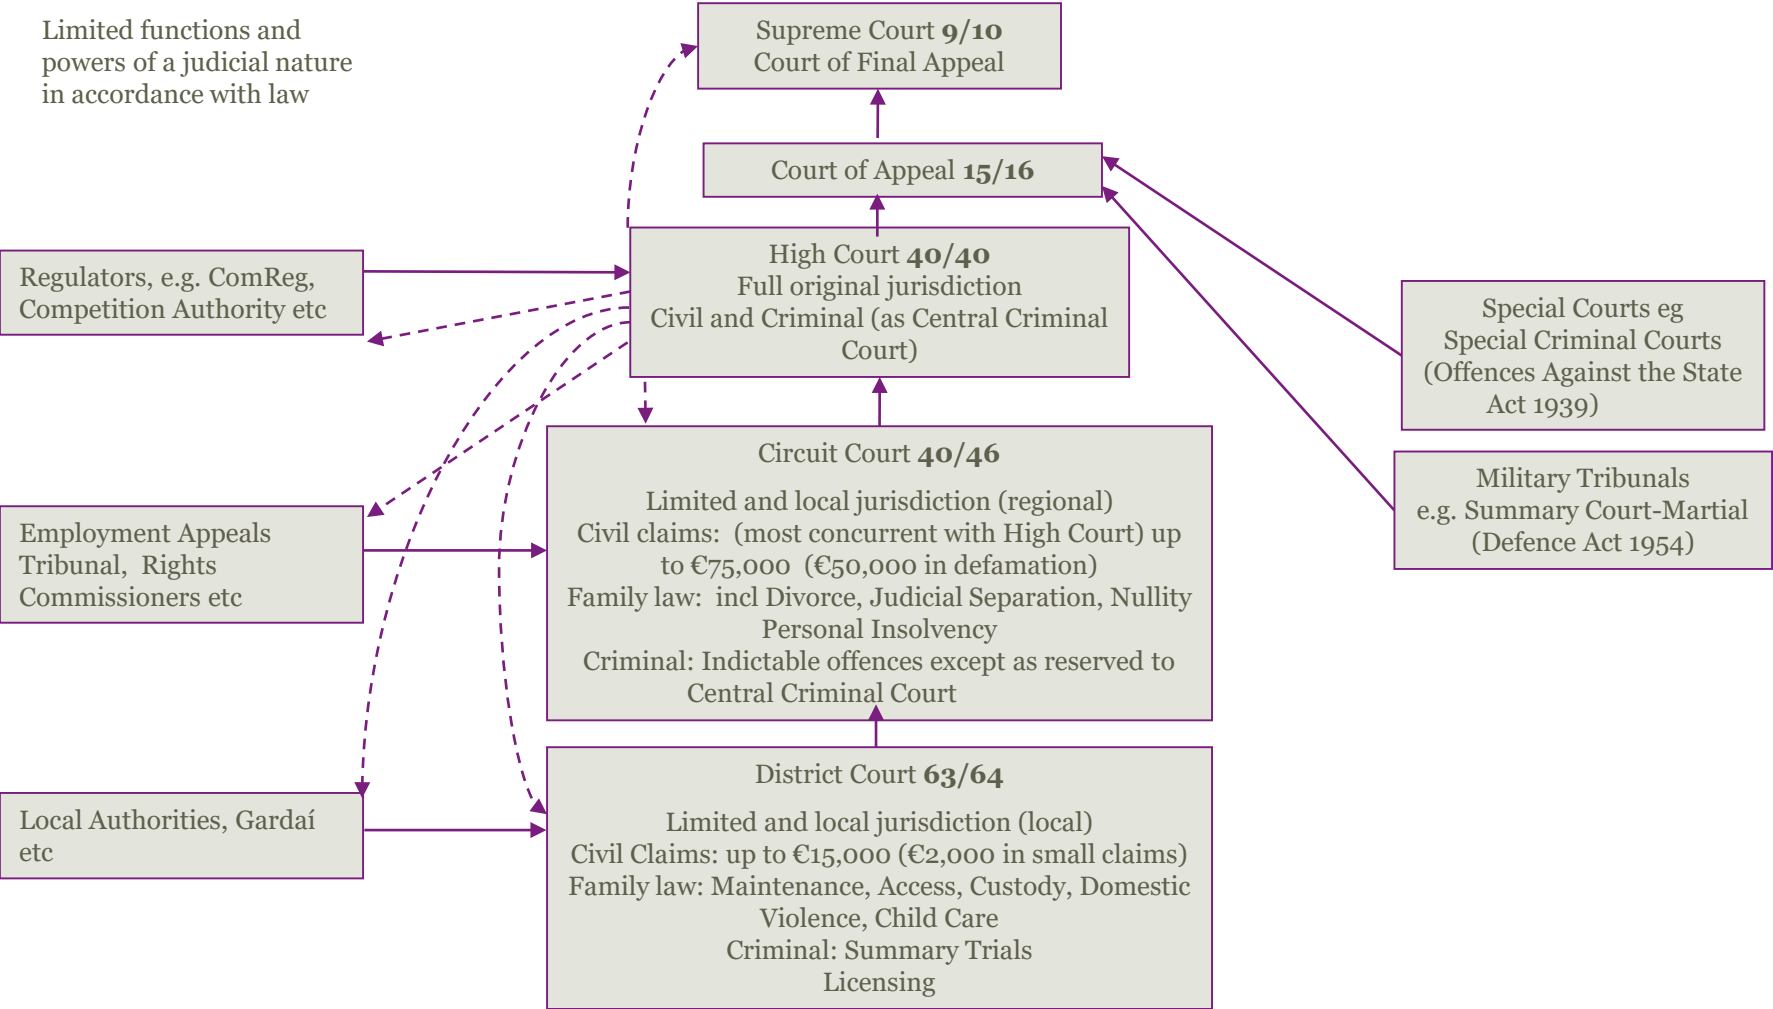 Limited functions and
powers of a judicial nature
in accordance with law
Supreme Court 9/10
Court of Final Appeal
Court of Appeal 15/16
High Court 40/40
Full original jurisdiction
Civil and Criminal (as Central Criminal
Court)
Regulators, e.g. ComReg,
Competition Authority etc
Special Courts eg
Special Criminal Courts
(Offences Against the State
Act 1939)
Circuit Court 40/46
Limited and local jurisdiction (regional)
Civil claims: (most concurrent with High Court) up
to €75,000 (€50,000 in defamation)
Family law: incl Divorce, Judicial Separation, Nullity
Personal Insolvency
Criminal: Indictable offences except as reserved to
Central Criminal Court
Military Tribunals
e.g. Summary Court-Martial
(Defence Act 1954)
Employment Appeals
Tribunal, Rights
Commissioners etc
District Court 63/64
Limited and local jurisdiction (local)
Civil Claims: up to €15,000 (€2,000 in small claims)
Family law: Maintenance, Access, Custody, Domestic
Violence, Child Care
Criminal: Summary Trials
Licensing
Local Authorities, Gardaí
etc